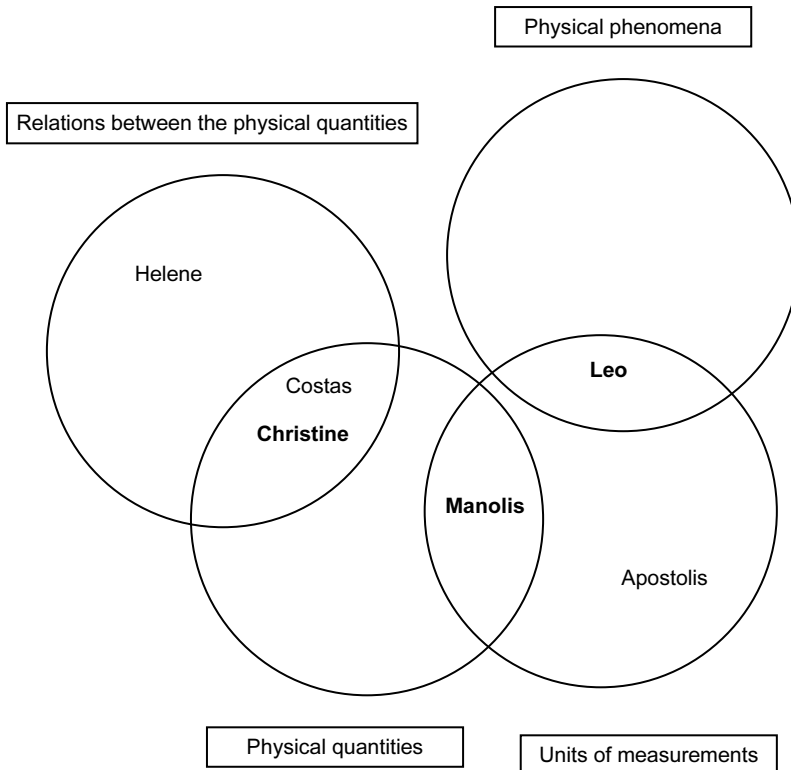 Physical phenomena
Relations between the physical quantities
Helene
Costas
Christine
Leo
Manolis
Apostolis
Physical quantities
Units of measurements